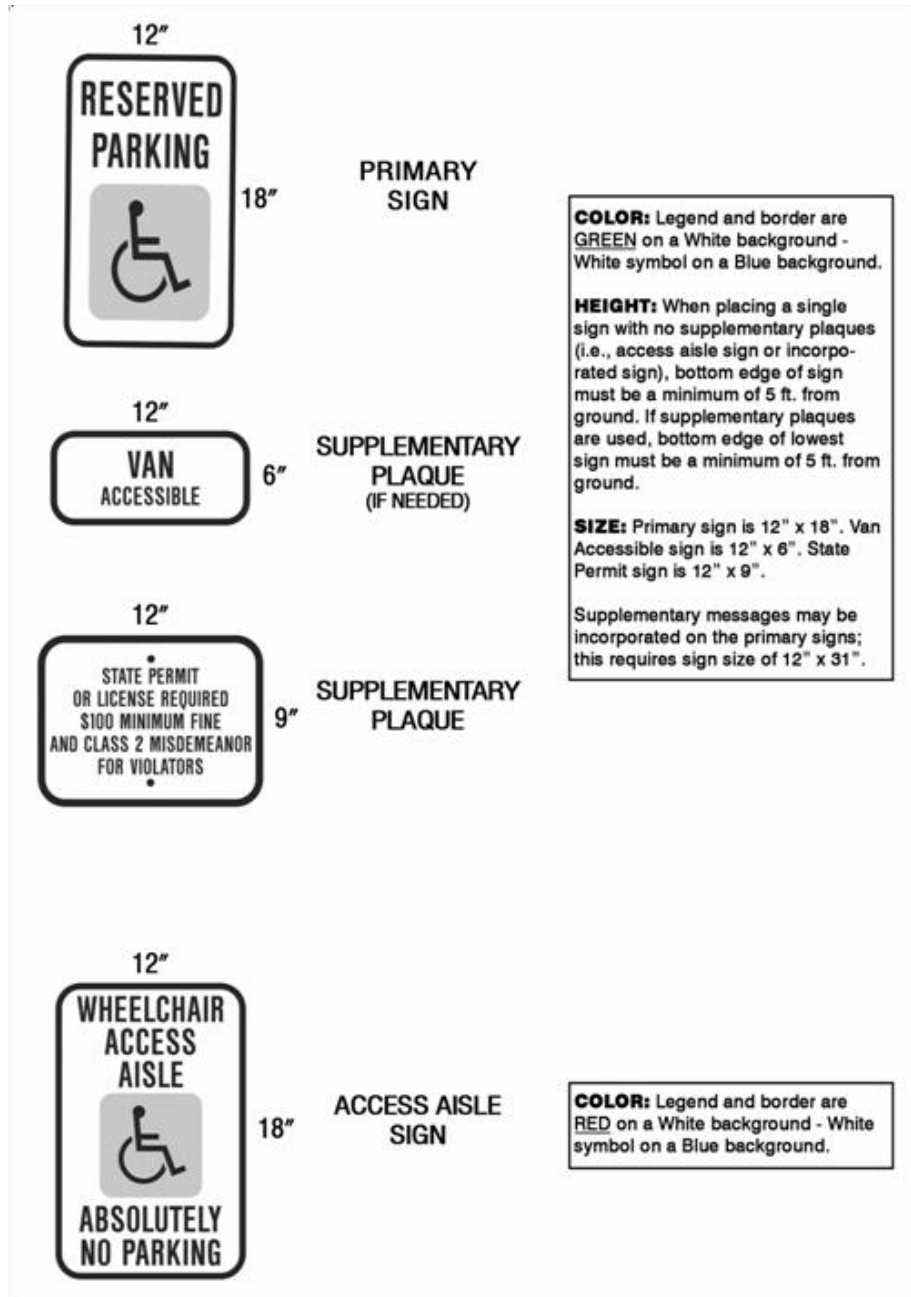 12″
RESERVED
PARKING
18″
PRIMARY
SIGN
12″
VAN
ACCESSIBLE
6″
SUPPLEMENTARY
PLAQUE
(IF NEEDED)
12″
STATE PERMIT
OR LICENSE REQUIRED
$100 MINIMUM FINE
AND CLASS 2 MISDEMEANOR
FOR VIOLATORS
9″
SUPPLEMENTARY
PLAQUE
COLOR: Legend and border are
GREEN on a White background -
White symbol on a Blue background.
HEIGHT: When placing a single
sign with no supplementary plaques
(i.e., access aisle sign or incorpo-
rated sign), bottom edge of sign
must be a minimum of 5 ft. from
ground. If supplementary plaques
are used, bottom edge of lowest
sign must be a minimum of 5 ft. from
ground.
SIZE: Primary sign is 12" x 18". Van
Accessible sign is 12" x 6". State
Permit sign is 12" x 9".
Supplementary messages may be
incorporated on the primary signs;
this requires sign size of 12" x 31".
12″
WHEELCHAIR
ACCESS
AISLE
ABSOLUTELY
NO PARKING
18″
ACCESS AISLE
SIGN
COLOR: Legend and border are
RED on a White background - White
symbol on a Blue background.